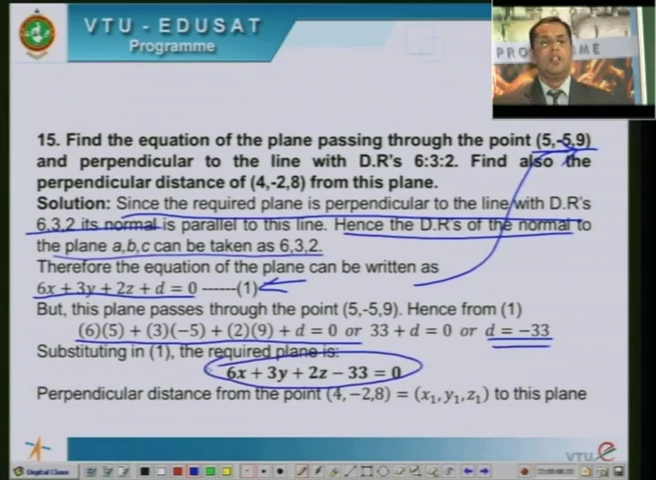 VTU - EDUSAT
Programme
PROGRAMME
15. Find the equation of the plane passing through the point (5,-5,9)
and perpendicular to the line with D.R's 6:3:2. Find also the
perpendicular distance of (4,-2,8) from this plane.
Solution: Since the required plane is perpendicular to the line with D.R's
6,3,2 its normal is parallel to this line. Hence the D.R's of the normal to
the plane a,b,c can be taken as 6,3,2.
Therefore the equation of the plane can be written as
6x + 3y + 2z + d = 0 -----(1)
But, this plane passes through the point (5,-5,9). Hence from (1)
(6)(5) + (3)(−5) + (2)(9) + d = 0 or 33 + d = 0 or d = −33
Substituting in (1), the required plane is:
6x + 3y + 2z − 33 = 0
Perpendicular distance from the point (4,−2,8) = (x₁, y₁, z₁) to this plane
VTU
Digital Class